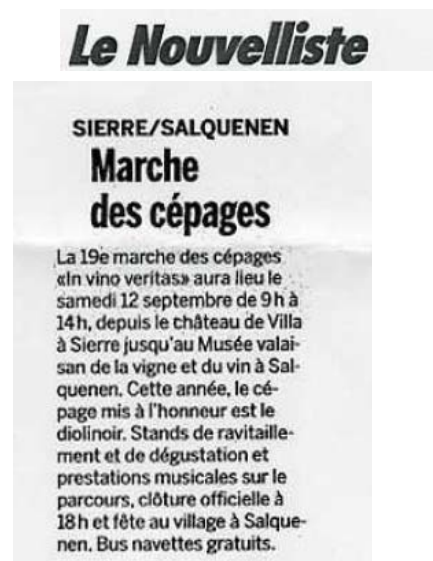 Le Nouvelliste
SIERRE/SALQUENEN
Marche
des cépages
La 19e marche des cépages
«In vino veritas» aura lieu le
samedi 12 septembre de 9h à
14h, depuis le château de Villa
à Sierre jusqu'au Musée valai-
san de la vigne et du vin à Sal-
quenen. Cette année, le cé-
page mis à l'honneur est le
diolinoir. Stands de ravitaille-
ment et de dégustation et
prestations musicales sur le
parcours, clôture officielle à
18h et fête au village à Salque-
nen. Bus navettes gratuits.